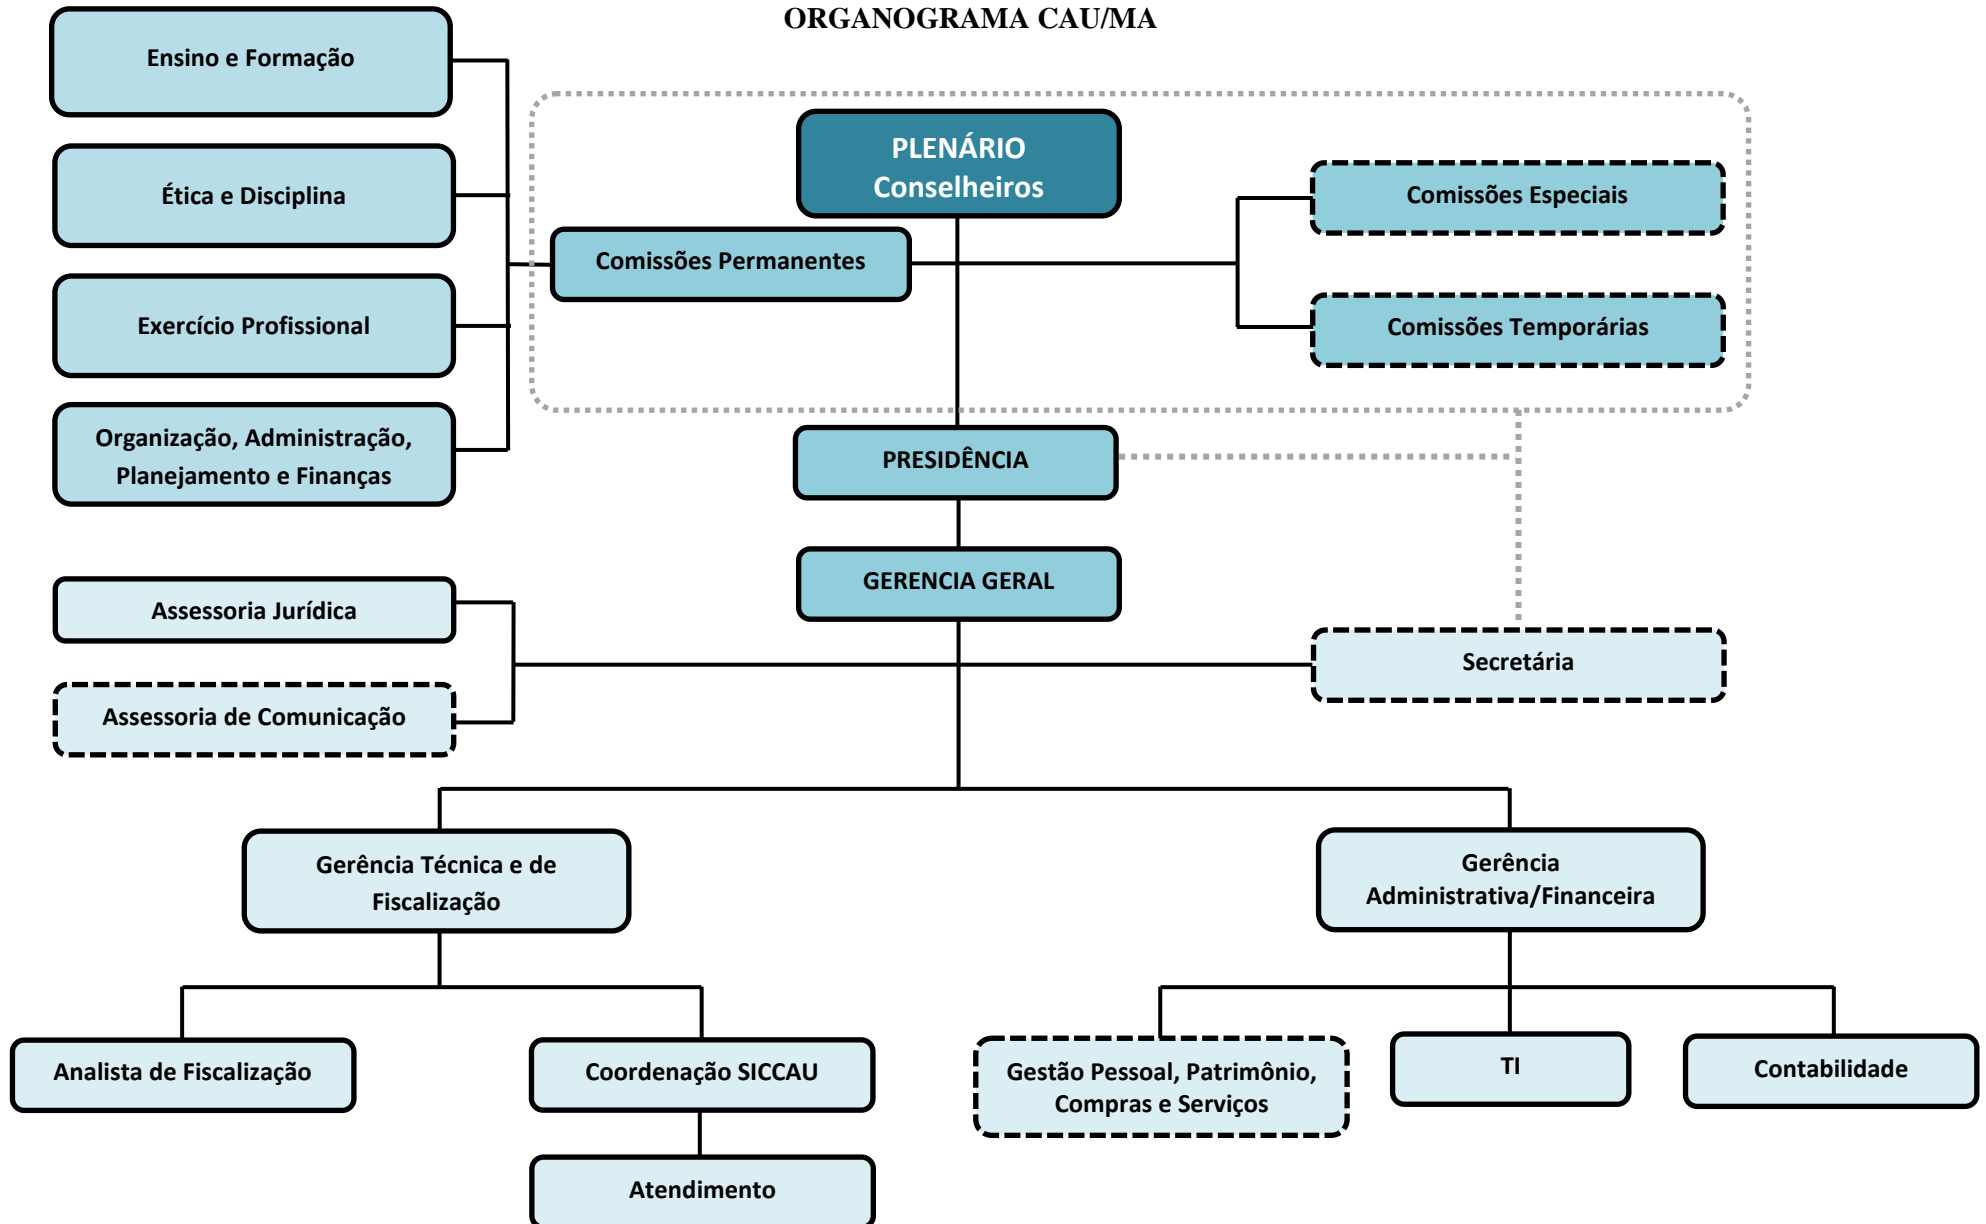 ORGANOGRAMA CAU/MA
Ensino e Formação
Ética e Disciplina
Exercício Profissional
Organização, Administração,
Planejamento e Finanças
PLENÁRIO
Conselheiros
Comissões Permanentes
Comissões Especiais
Comissões Temporárias
PRESIDÊNCIA
GERENCIA GERAL
Assessoria Jurídica
Assessoria de Comunicação
Secretária
Gerência Técnica e de
Fiscalização
Gerência
Administrativa/Financeira
Analista de Fiscalização
Coordenação SICCAU
Atendimento
Gestão Pessoal, Patrimônio,
Compras e Serviços
TI
Contabilidade